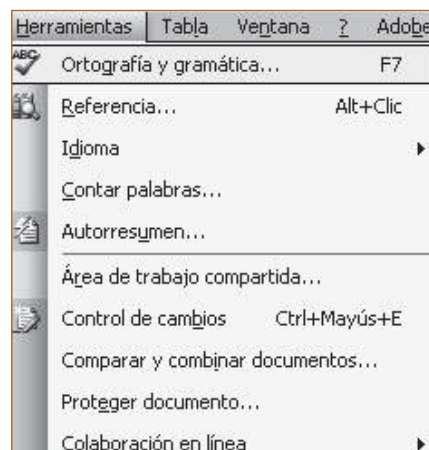 Herramientas Tabla Ventana ? Adobe
ABC
Ortografía y gramática... F7
Referencia... Alt+Clic
Idioma
Contar palabras...
Autorresumen...
Área de trabajo compartida...
Control de cambios Ctrl+Mayús+E
Comparar y combinar documentos...
Proteger documento...
Colaboración en línea